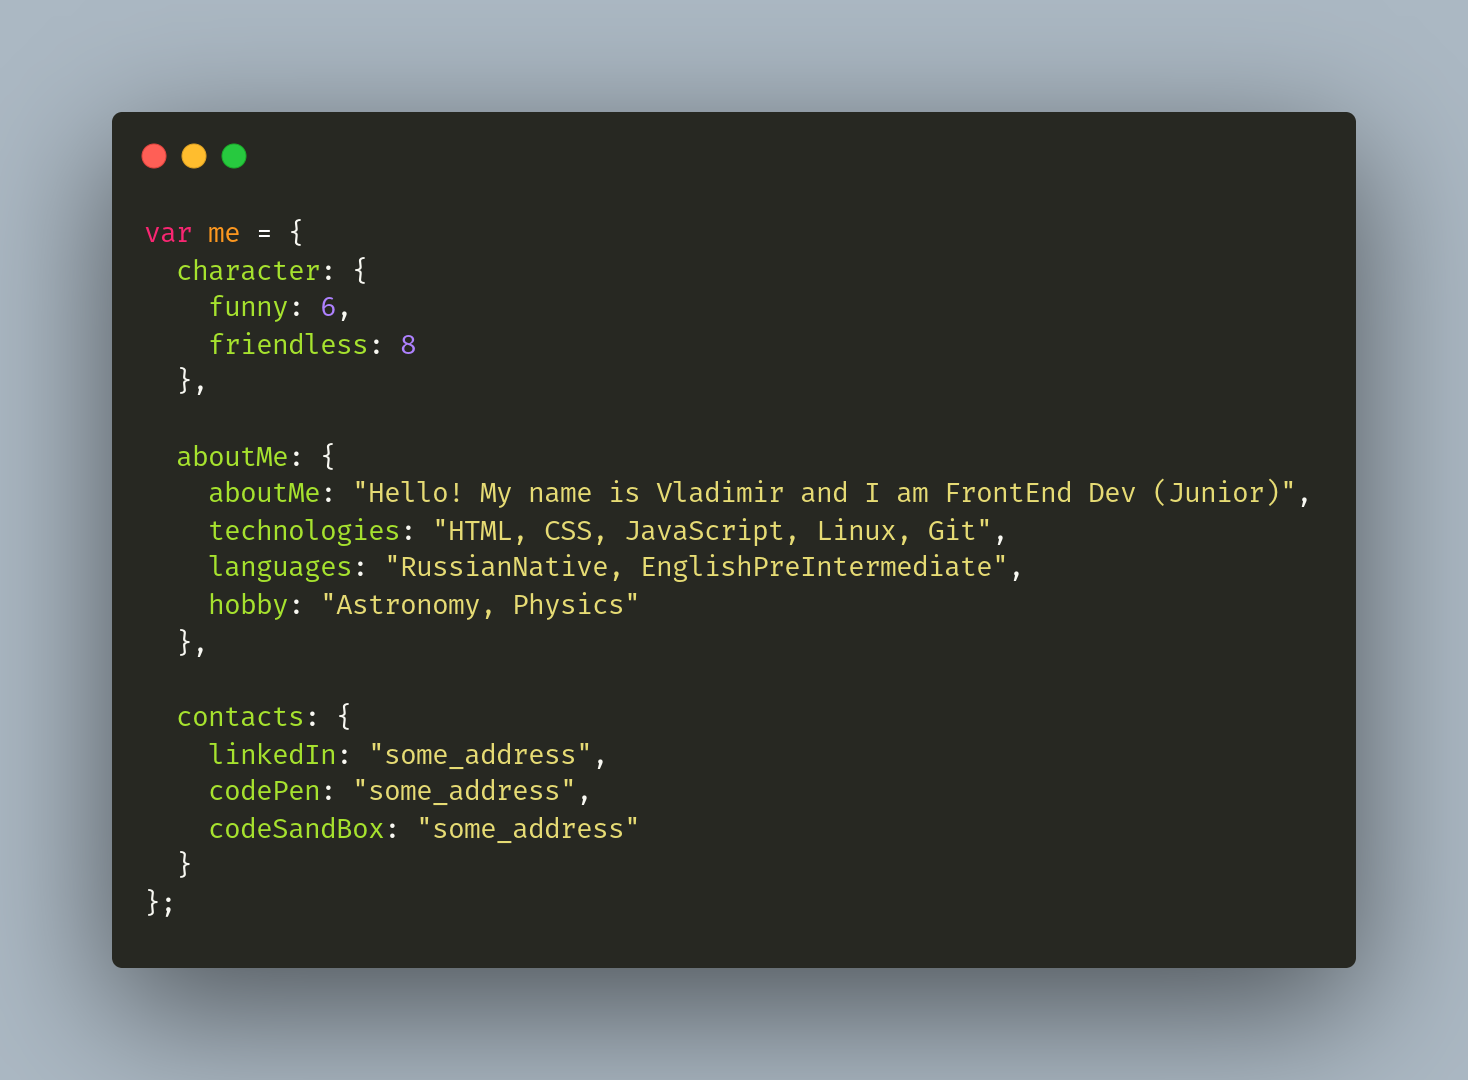 var me = {
  character: {
    funny: 6,
    friendless: 8
  },

  aboutMe: {
    aboutMe: "Hello! My name is Vladimir and I am FrontEnd Dev (Junior)",
    technologies: "HTML, CSS, JavaScript, Linux, Git",
    languages: "RussianNative, EnglishPreIntermediate",
    hobby: "Astronomy, Physics"
  },

  contacts: {
    linkedIn: "some_address",
    codePen: "some_address",
    codeSandBox: "some_address"
  }
};